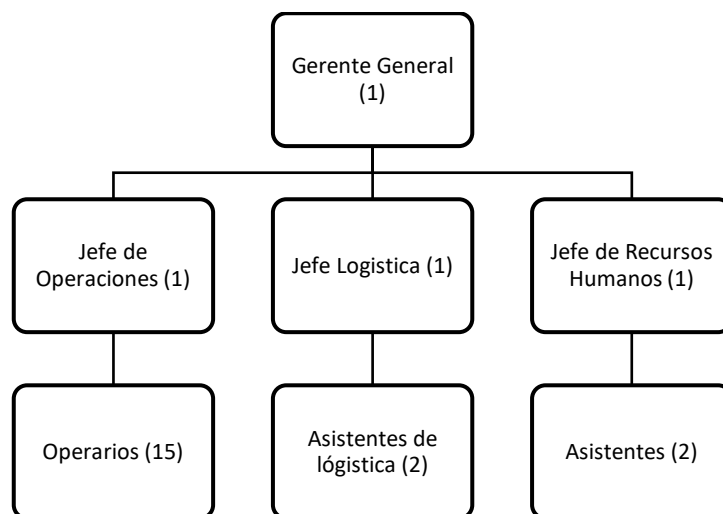 Gerente General
(1)
Jefe de
Operaciones (1)
Jefe Logistica (1)
Jefe de Recursos
Humanos (1)
Operarios (15)
Asistentes de
lógistica (2)
Asistentes (2)